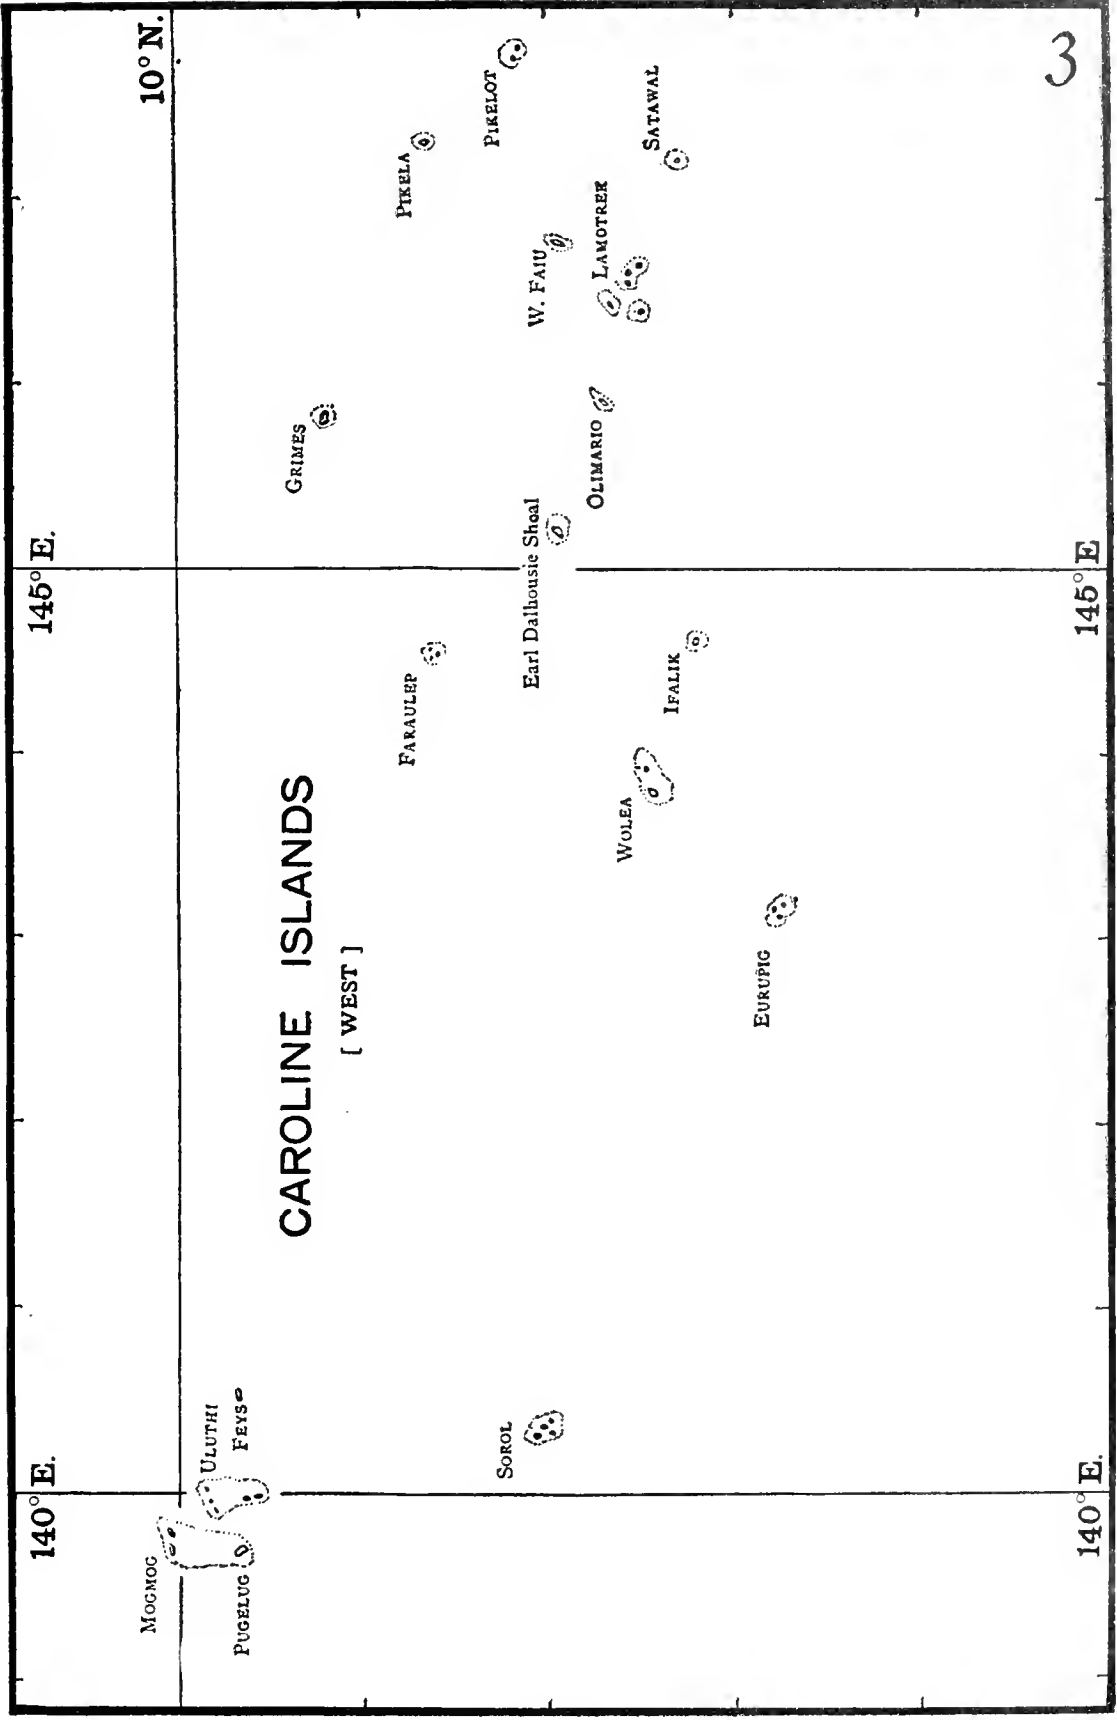 3
10° N.
145° E.
140° E.
CAROLINE ISLANDS
[ WEST ]
MOGMOG
PUGELUG
ULUTHI
FEYS
SOROL
GRIMES
FARAULEP
Earl Dalhousie Shoal
WOLEA
IFALIK
EURUPIG
OLIMARIO
W. FAIU
LAMOTREK
PIKELA
PIKELOT
SATAWAL
140° E.
145° E